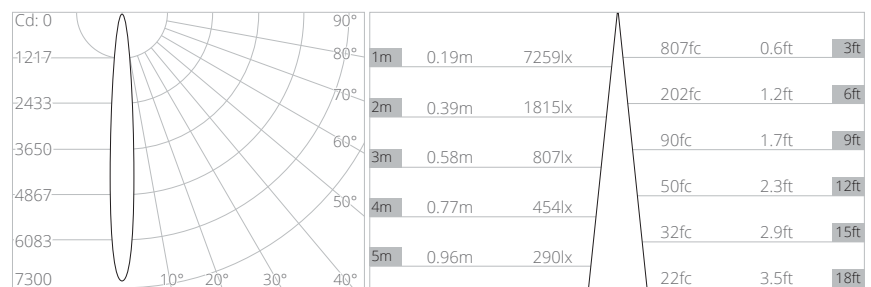 Cd: 0
1217
2433
3650
4867
6083
7300
10°
20°
30°
40°
50°
60°
70°
80°
90°
1m 0.19m 7259lx
2m 0.39m 1815lx
3m 0.58m 807lx
4m 0.77m 454lx
5m 0.96m 290lx
807fc 0.6ft 3ft
202fc 1.2ft 6ft
90fc 1.7ft 9ft
50fc 2.3ft 12ft
32fc 2.9ft 15ft
22fc 3.5ft 18ft